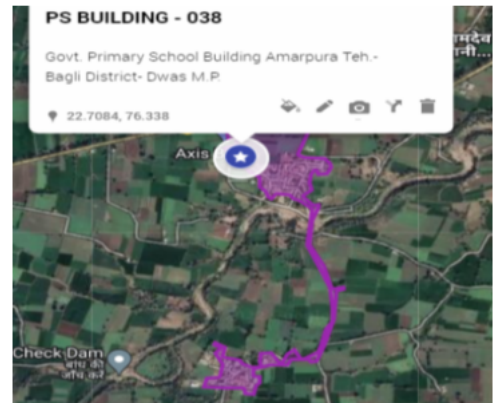 PS BUILDING - 038
Govt. Primary School Building Amarpura Teh.-
Bagli District- Dwas M.P.
22.7084, 76.338
Axis
Check Dam
बांध की
जाँच करें